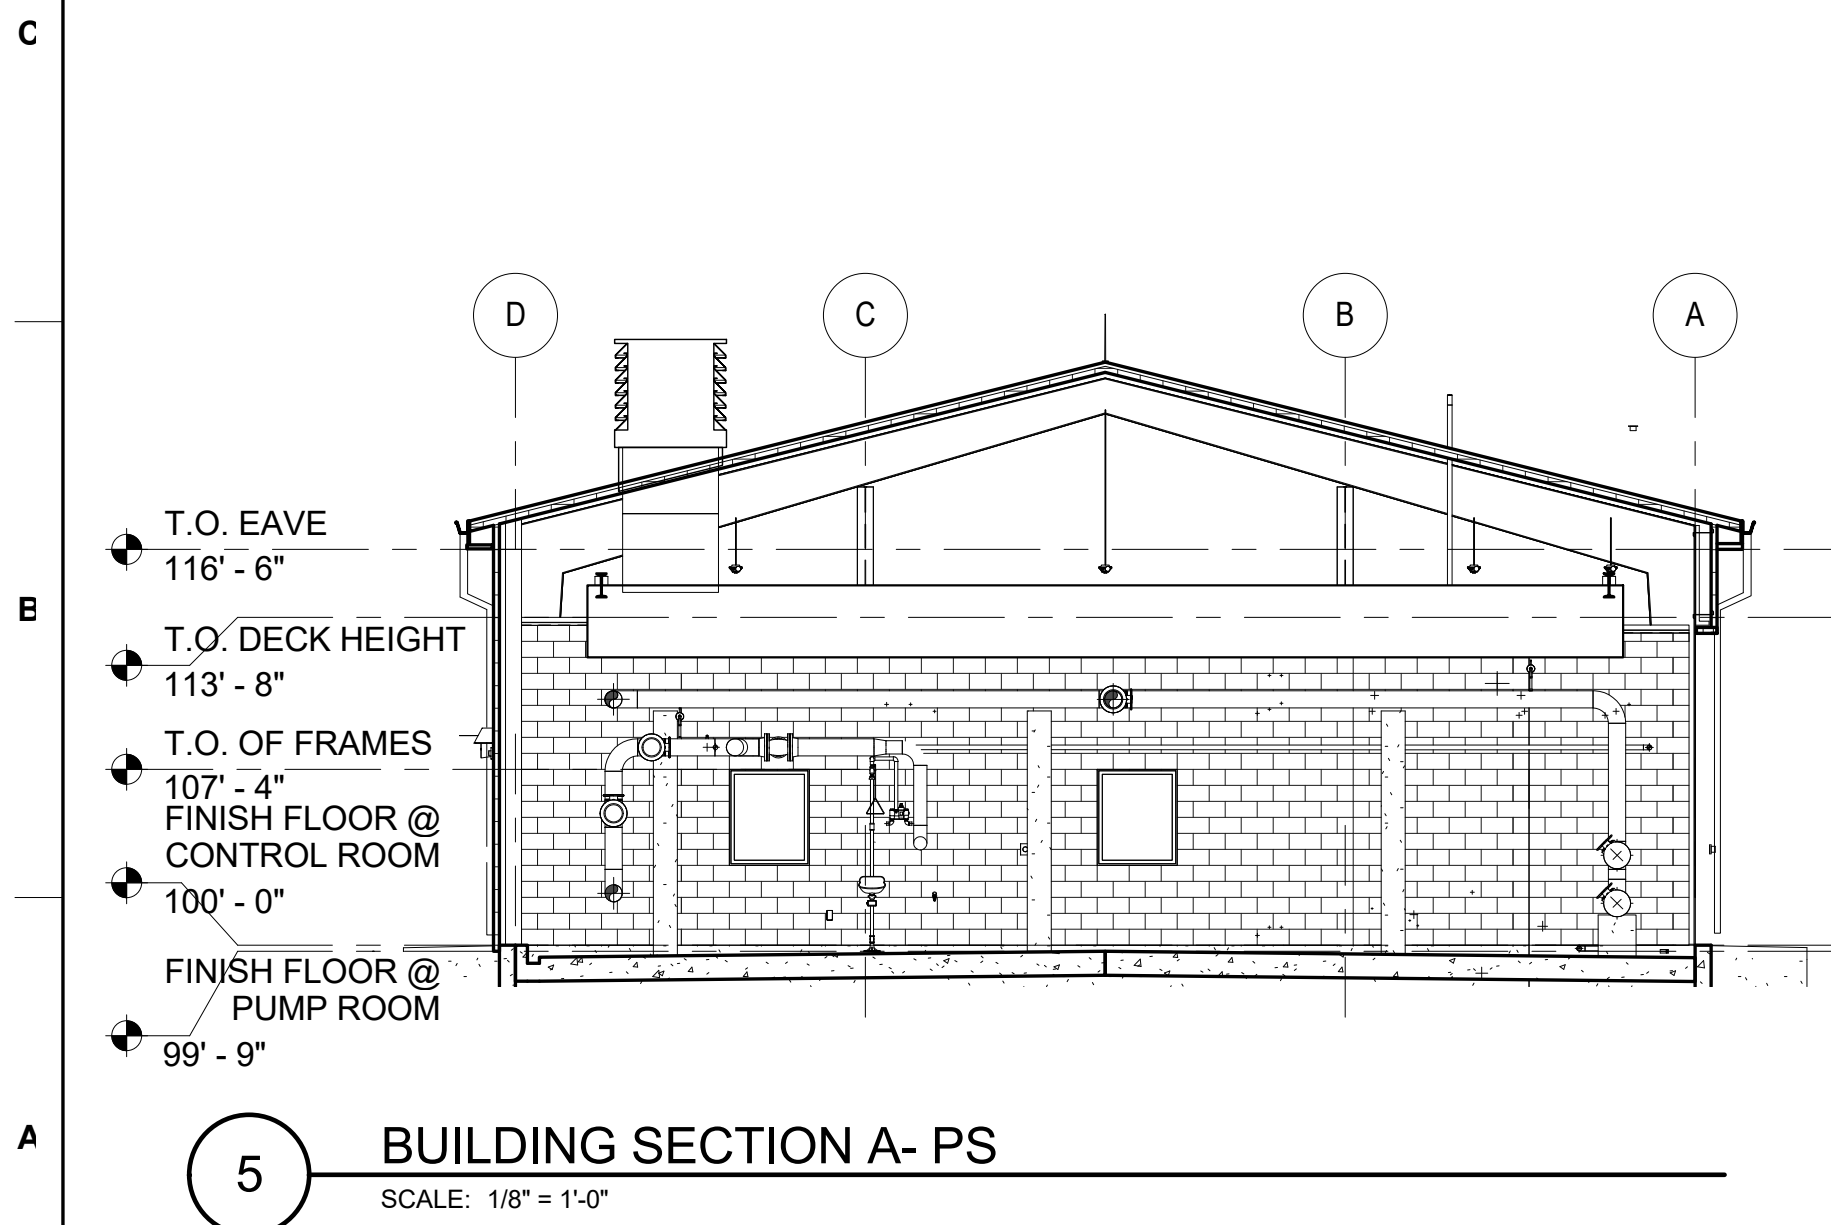 C
D
C
B
A
T.O. EAVE
116' - 6"
B
T.O. DECK HEIGHT
113' - 8"
T.O. OF FRAMES
107' - 4"
FINISH FLOOR @
CONTROL ROOM
100' - 0"
FINISH FLOOR @
PUMP ROOM
99' - 9"
A
5
BUILDING SECTION A- PS
SCALE: 1/8" = 1'-0"